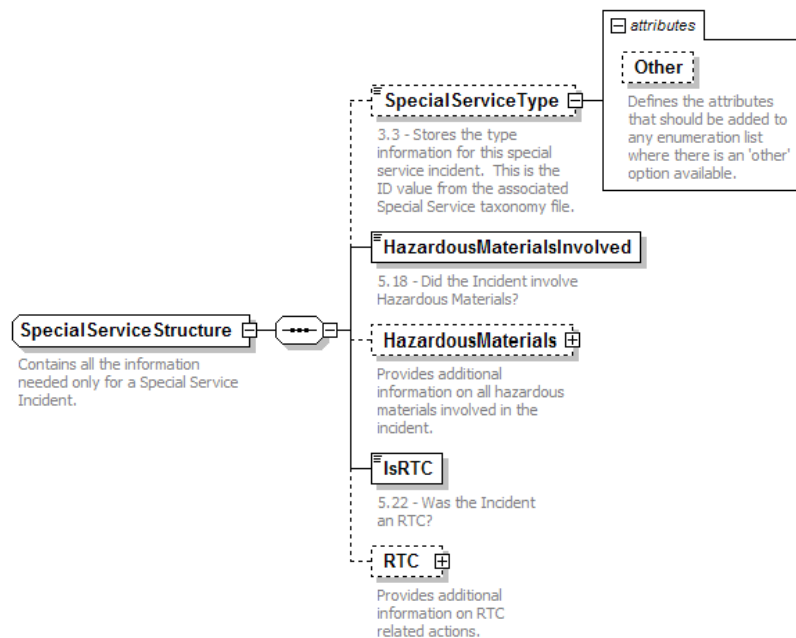 attributes
Other
Defines the attributes
that should be added to
any enumeration list
where there is an 'other'
option available.
SpecialServiceType
3.3 - Stores the type
information for this special
service incident.  This is the
ID value from the associated
Special Service taxonomy file.
HazardousMaterialsInvolved
5.18 - Did the Incident involve
Hazardous Materials?
SpecialServiceStructure
Contains all the information
needed only for a Special Service
Incident.
HazardousMaterials
Provides additional
information on all hazardous
materials involved in the
incident.
IsRTC
5.22 - Was the Incident
an RTC?
RTC
Provides additional
information on RTC
related actions.